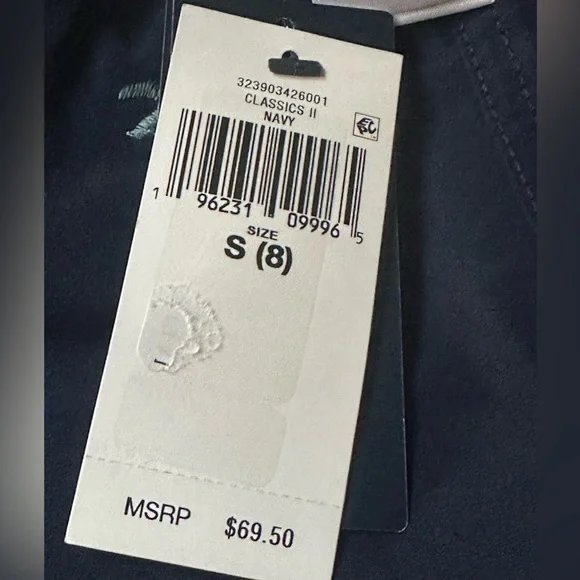 323903426001
CLASSICS II
NAVY
1 96231 09996 5
SIZE
S (8)
MSRP $69.50